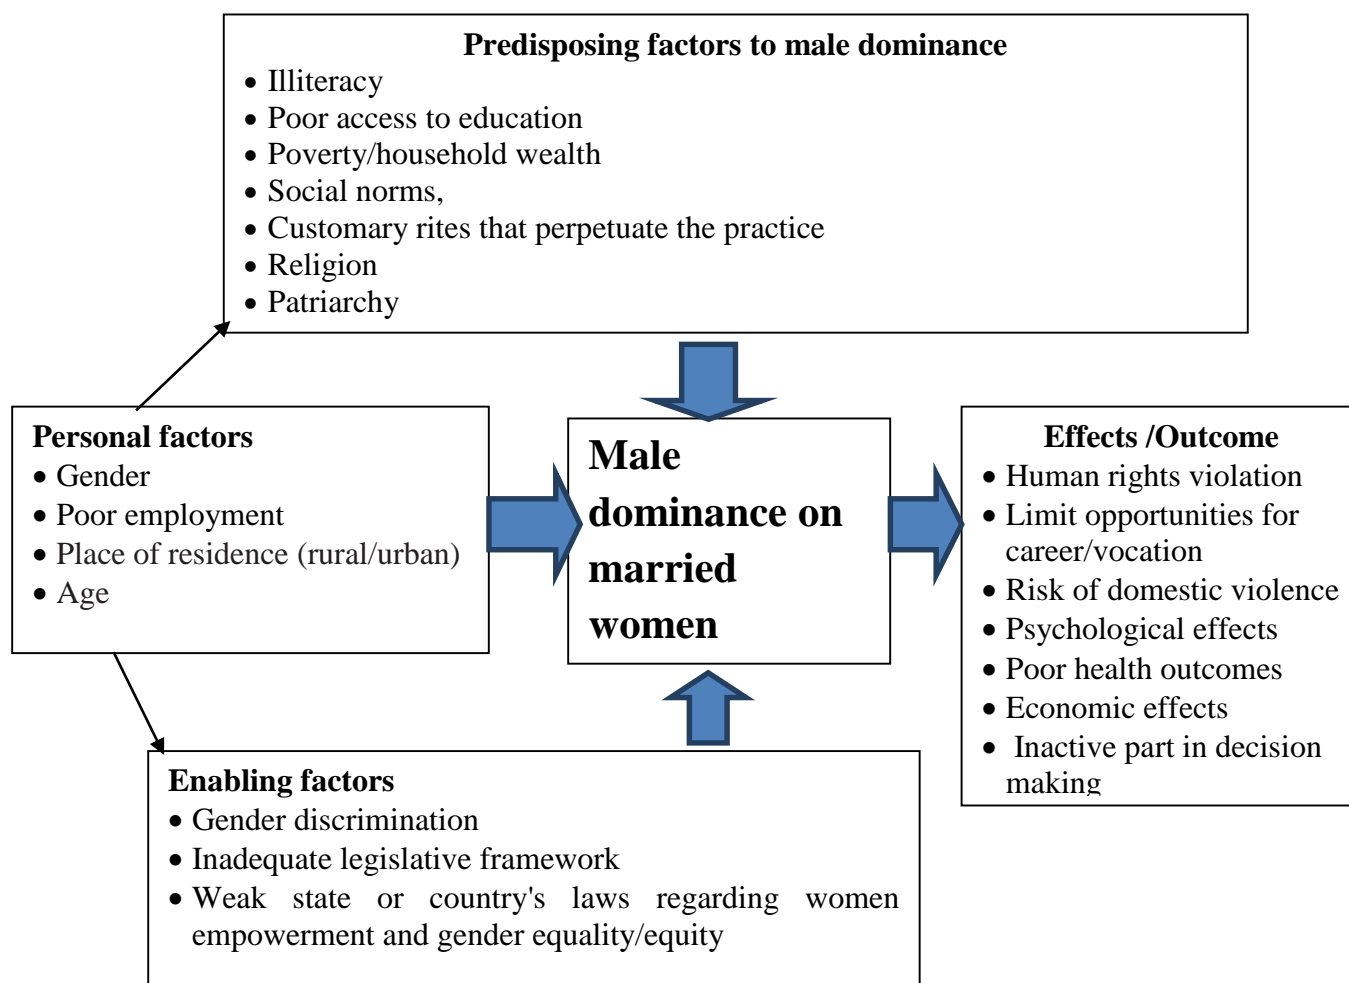 Predisposing factors to male dominance
• Illiteracy
• Poor access to education
• Poverty/household wealth
• Social norms,
• Customary rites that perpetuate the practice
• Religion
• Patriarchy
Personal factors
• Gender
• Poor employment
• Place of residence (rural/urban)
• Age
Male
dominance on
married
women
Effects /Outcome
• Human rights violation
• Limit opportunities for
career/vocation
• Risk of domestic violence
• Psychological effects
• Poor health outcomes
• Economic effects
• Inactive part in decision
making
Enabling factors
• Gender discrimination
• Inadequate legislative framework
• Weak state or country's laws regarding women
empowerment and gender equality/equity